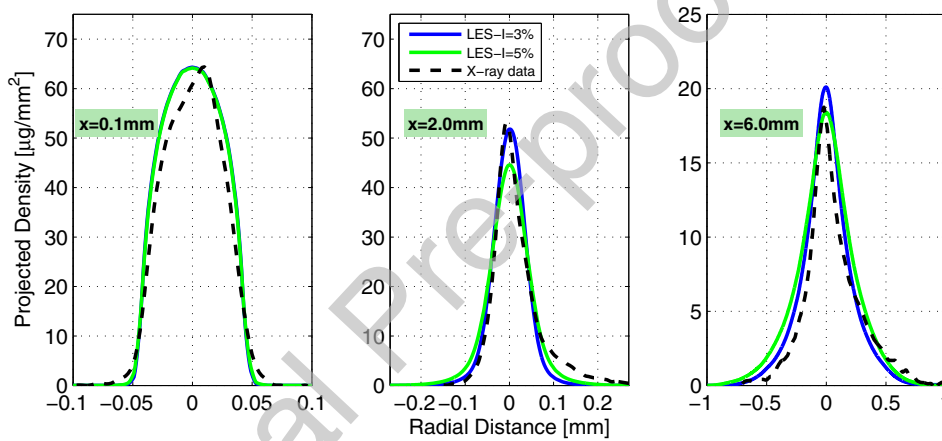 70
60
50
40
30
20
10
0
−0.1 −0.05 0 0.05 0.1
x=0.1mm
Projected Density [µg/mm²]
70
60
50
40
30
20
10
0
−0.2 −0.1 0 0.1 0.2
LES−I=3%
LES−I=5%
X−ray data
x=2.0mm
Radial Distance [mm]
25
20
15
10
5
0
−1 −0.5 0 0.5
x=6.0mm
al Pre-proo